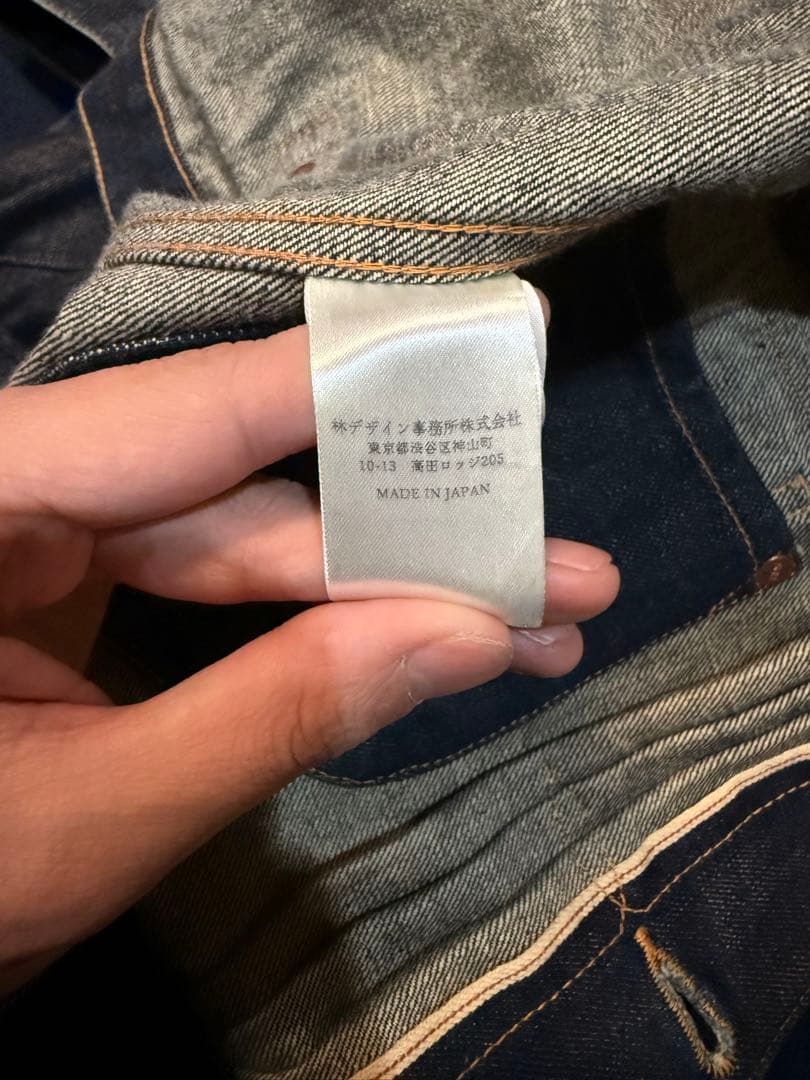 林デザイン事務所株式会社
東京都渋谷区神山町
10-13 高田ロッジ205
MADE IN JAPAN